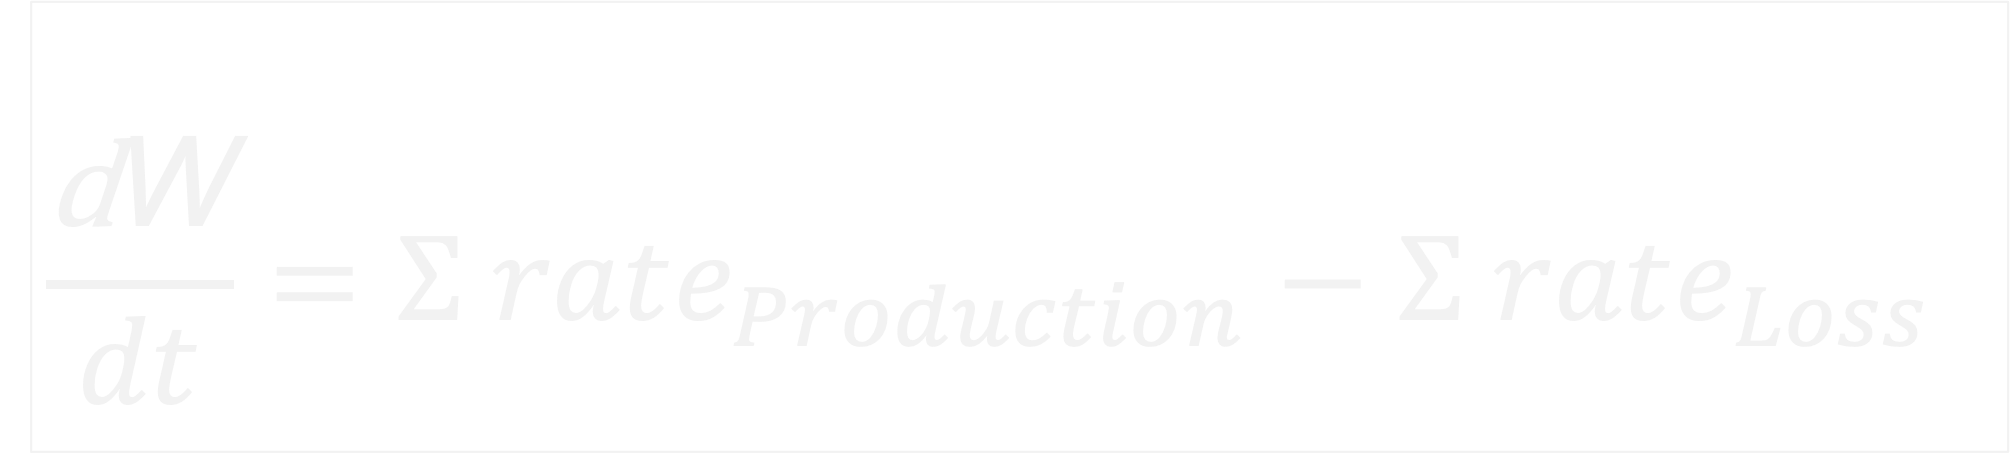 dW/dt = Σ rate_Production − Σ rate_Loss